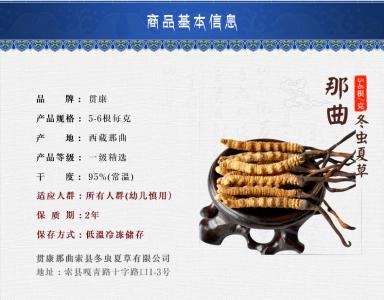 商品基本信息
品　　牌：贯康
产品规格：5-6根每克
产　　地：西藏那曲
产品等级：一级精选
干　　度：95%(常温)
适应人群：所有人群(幼儿慎用)
保 质 期：2年
保存方式：低温冷冻储存
贯康那曲索县冬虫夏草有限公司
地址：索县嘎青路十字路口1-3号
5-6根/克
那曲
冬虫夏草